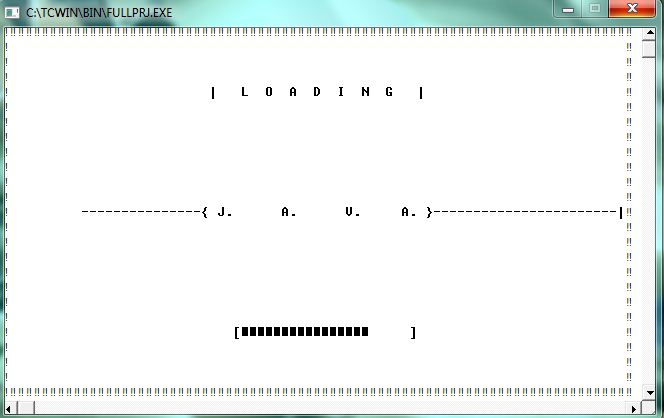 C:\TCWIN\BIN\FULLPRJ.EXE
| L O A D I N G |
---------------{ J. A. V. A. }-----------------------|
[████████████████ ]